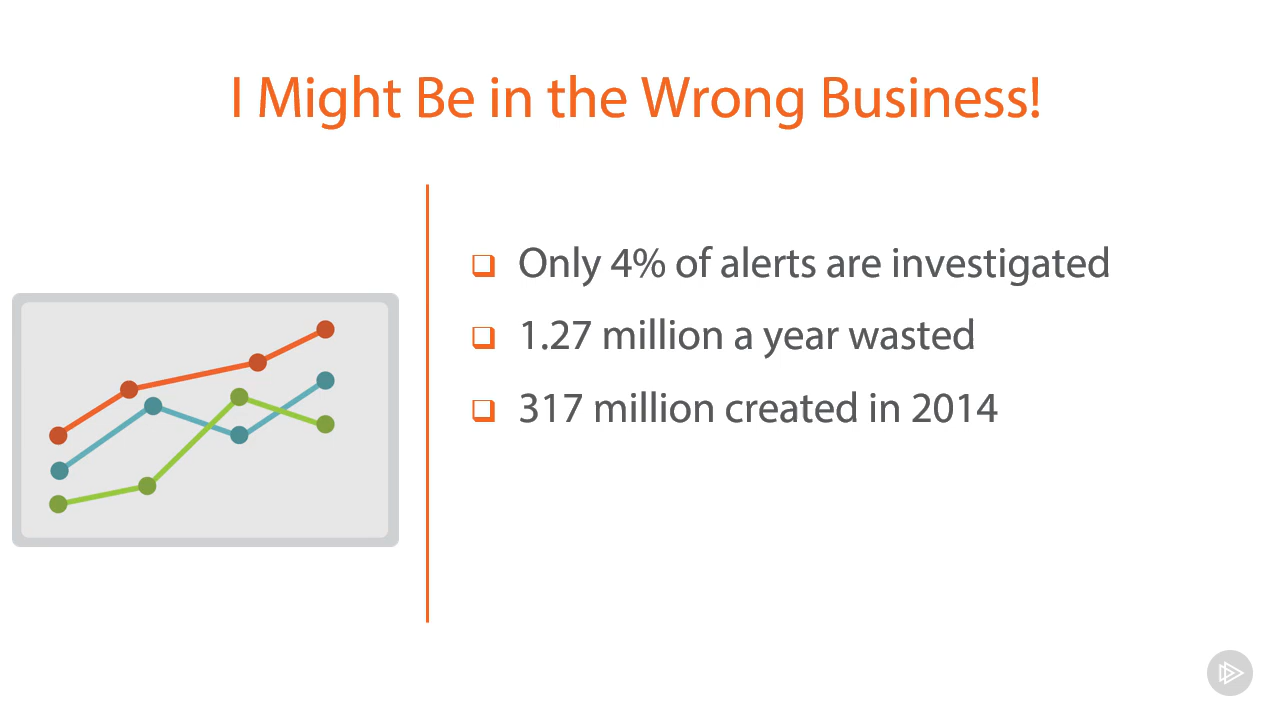 I Might Be in the Wrong Business!
Only 4% of alerts are investigated
1.27 million a year wasted
317 million created in 2014